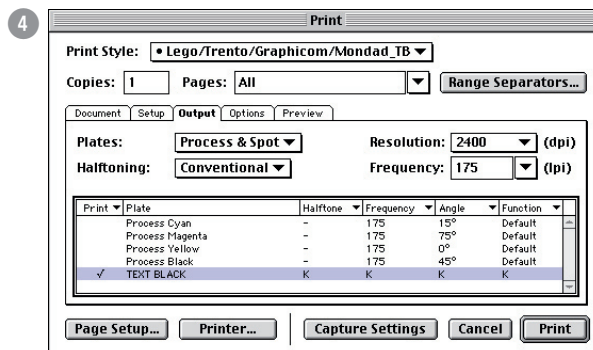 4
Print
Print Style: • Lego/Trento/Graphicom/Mondad_TB
Copies: 1 Pages: All Range Separators...
Document Setup Output Options Preview
Plates: Process & Spot Resolution: 2400 (dpi)
Halftoning: Conventional Frequency: 175 (lpi)
Print Plate Halftone Frequency Angle Function
Process Cyan - 175 15° Default
Process Magenta - 175 75° Default
Process Yellow - 175 0° Default
Process Black - 175 45° Default
√ TEXT BLACK K K K K
Page Setup... Printer... Capture Settings Cancel Print